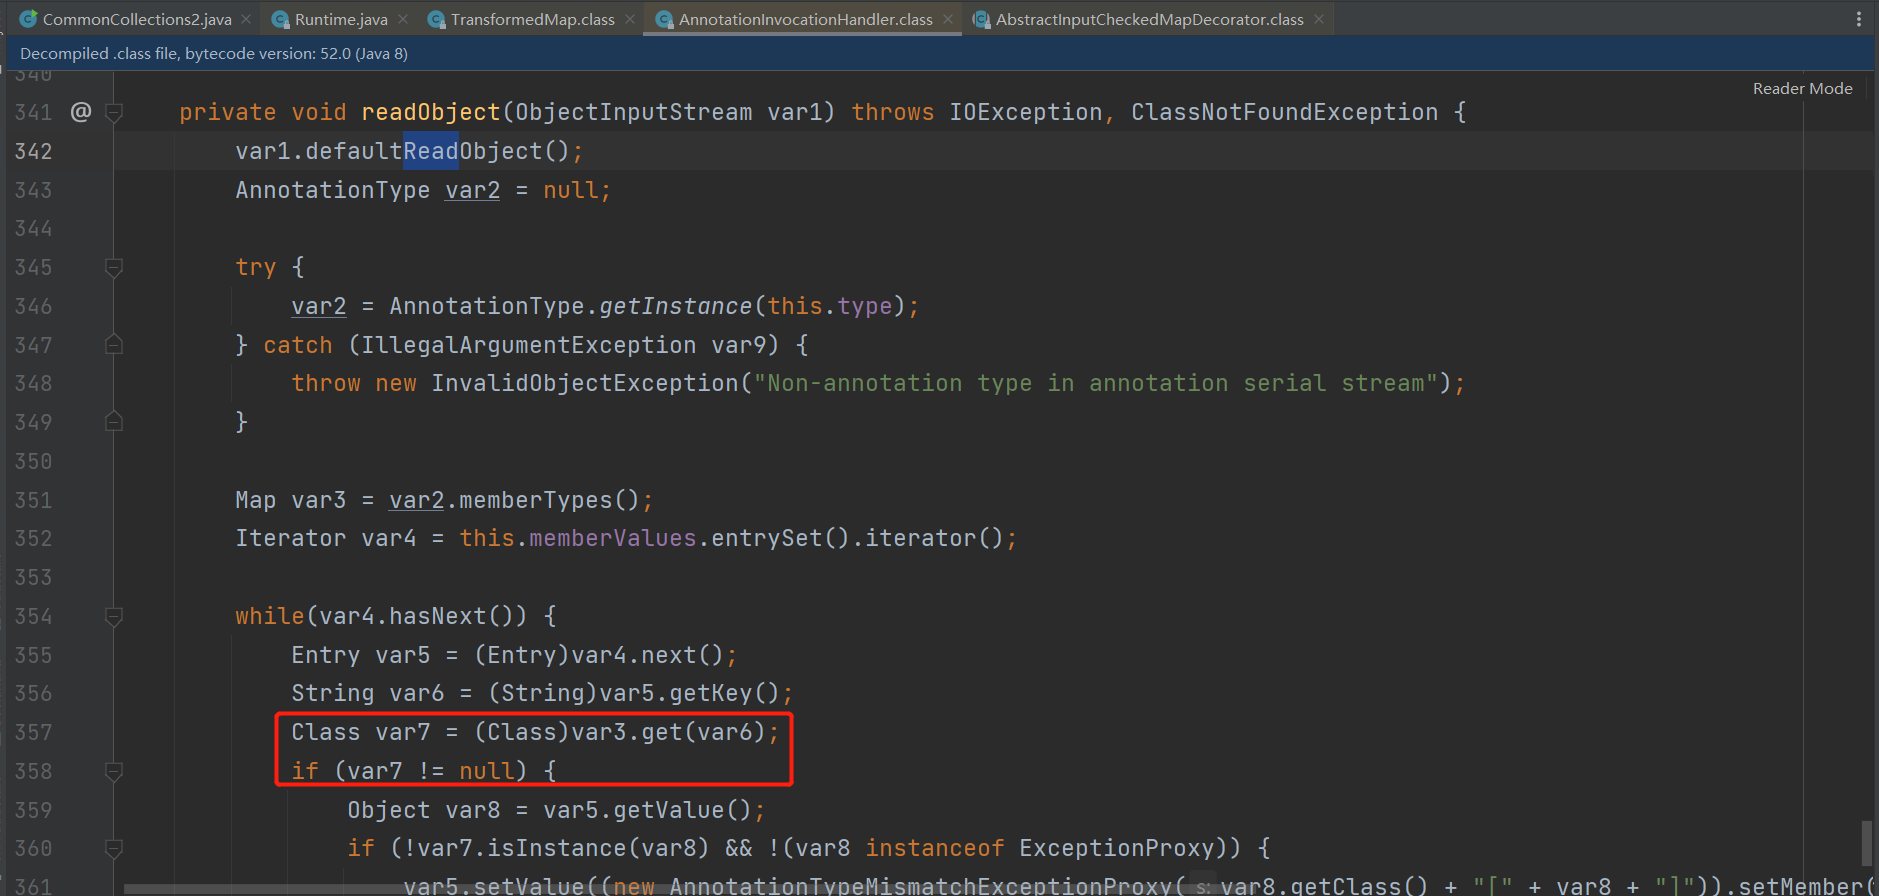 CommonCollections2.java Runtime.java TransformedMap.class AnnotationInvocationHandler.class AbstractInputCheckedMapDecorator.class
Decompiled .class file, bytecode version: 52.0 (Java 8)
Reader Mode
340
341 @ private void readObject(ObjectInputStream var1) throws IOException, ClassNotFoundException {
342 var1.defaultReadObject();
343 AnnotationType var2 = null;
344
345 try {
346 var2 = AnnotationType.getInstance(this.type);
347 } catch (IllegalArgumentException var9) {
348 throw new InvalidObjectException("Non-annotation type in annotation serial stream");
349 }
350
351 Map var3 = var2.memberTypes();
352 Iterator var4 = this.memberValues.entrySet().iterator();
353
354 while(var4.hasNext()) {
355 Entry var5 = (Entry)var4.next();
356 String var6 = (String)var5.getKey();
357 Class var7 = (Class)var3.get(var6);
358 if (var7 != null) {
359 Object var8 = var5.getValue();
360 if (!var7.isInstance(var8) && !(var8 instanceof ExceptionProxy)) {
361 var5.setValue((new AnnotationTypeMismatchExceptionProxy( s: var8.getClass() + "[" + var8 + "]")).setMember(